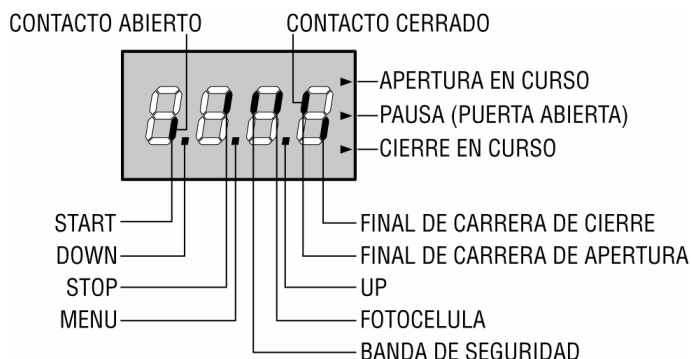 CONTACTO ABIERTO
CONTACTO CERRADO
APERTURA EN CURSO
PAUSA (PUERTA ABIERTA)
CIERRE EN CURSO
START
DOWN
STOP
MENU
FINAL DE CARRERA DE CIERRE
FINAL DE CARRERA DE APERTURA
UP
FOTOCELULA
BANDA DE SEGURIDAD